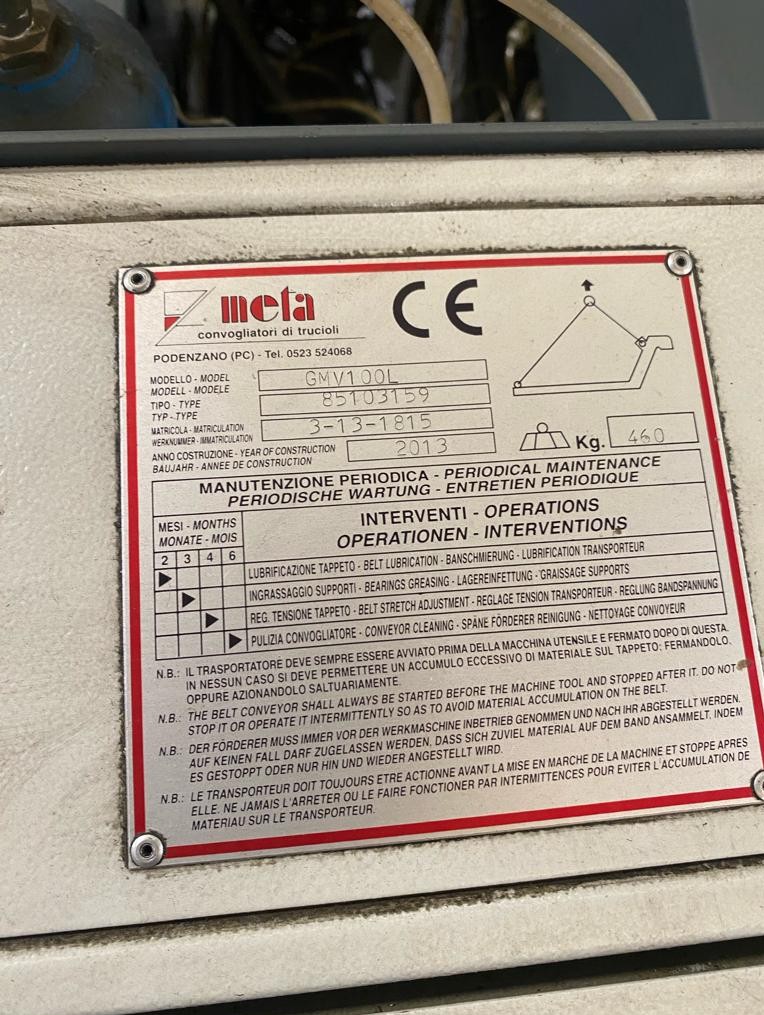 meta
CE
convogliatori di trucioli
PODENZANO (PC) - Tel. 0523 524068
MODELLO - MODEL
MODELL - MODELE
GMV100L
TIPO - TYPE
TYP - TYPE
85103159
MATRICOLA - MATRICULATION
WERKNUMMER - IMMATRICULATION
3-13-1815
ANNO COSTRUZIONE - YEAR OF CONSTRUCTION
BAUJAHR - ANNEE DE CONSTRUCTION
2013
Kg. 460
MANUTENZIONE PERIODICA - PERIODICAL MAINTENANCE
PERIODISCHE WARTUNG - ENTRETIEN PERIODIQUE
MESI - MONTHS
MONATE - MOIS
2 3 4 6
INTERVENTI - OPERATIONS
OPERATIONEN - INTERVENTIONS
LUBRIFICAZIONE TAPPETO - BELT LUBRICATION - BANSCHMIERUNG - LUBRIFICATION TRANSPORTEUR
INGRASSAGGIO SUPPORTI - BEARINGS GREASING - LAGEREINFETTUNG - GRAISSAGE SUPPORTS
REG. TENSIONE TAPPETO - BELT STRETCH ADJUSTMENT - REGLAGE TENSION TRANSPORTEUR - REGLUNG BANDSPANNUNG
PULIZIA CONVOGLIATORE - CONVEYOR CLEANING - SPÄNE FÖRDERER REINIGUNG - NETTOYAGE CONVOYEUR
N.B.: IL TRASPORTATORE DEVE SEMPRE ESSERE AVVIATO PRIMA DELLA MACCHINA UTENSILE E FERMATO DOPO DI QUESTA.
IN NESSUN CASO SI DEVE PERMETTERE UN ACCUMULO ECCESSIVO DI MATERIALE SUL TAPPETO: FERMANDOLO.
OPPURE AZIONANDOLO SALTUARIAMENTE.
N.B.: THE BELT CONVEYOR SHALL ALWAYS BE STARTED BEFORE THE MACHINE TOOL AND STOPPED AFTER IT. DO NOT
STOP IT OR OPERATE IT INTERMITTENTLY SO AS TO AVOID MATERIAL ACCUMULATION ON THE BELT.
N.B.: DER FÖRDERER MUSS IMMER VOR DER WERKMASCHINE INBETRIEB GENOMMEN UND NACH IHR ABGESTELLT WERDEN.
AUF KEINEN FALL DARF ZUGELASSEN WERDEN, DASS SICH ZUVIEL MATERIAL AUF DEM BAND ANSAMMELT. INDEM
ES GESTOPPT ODER NUR HIN UND WIEDER ANGESTELLT WIRD.
N.B.: LE TRANSPORTEUR DOIT TOUJOURS ETRE ACTIONNE AVANT LA MISE EN MARCHE DE LA MACHINE ET STOPPE APRES
ELLE. NE JAMAIS L'ARRETER OU LE FAIRE FONCTIONER PAR INTERMITTENCES POUR EVITER L'ACCUMULATION DE
MATERIAU SUR LE TRANSPORTEUR.